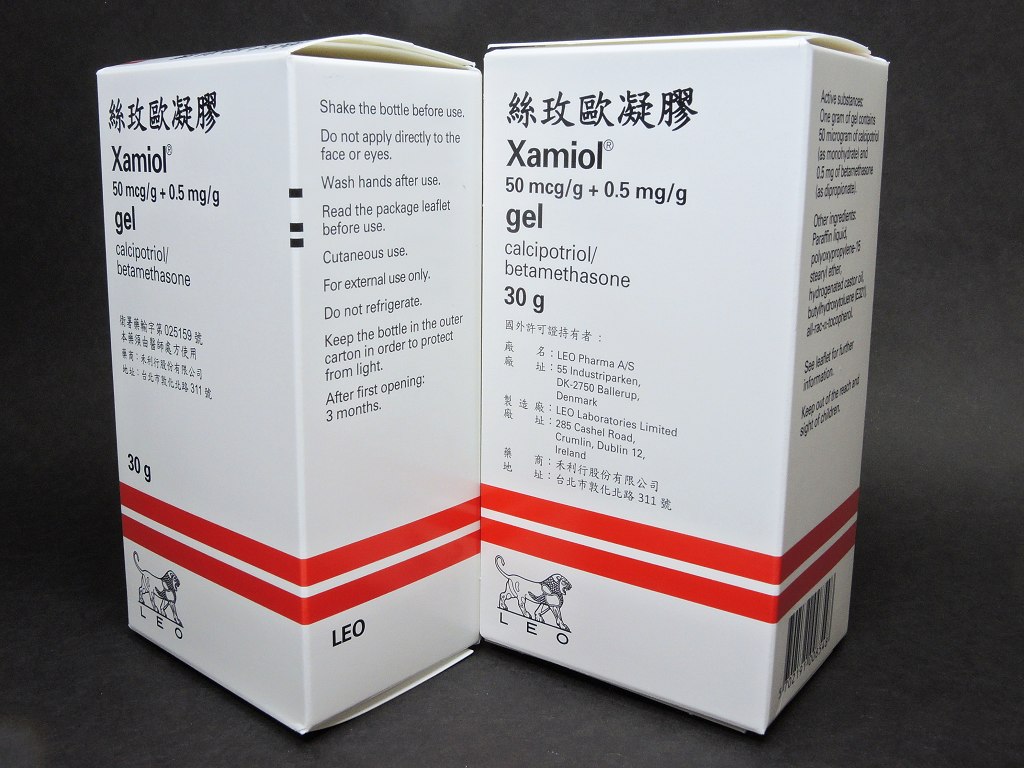 絲玫歐凝膠
Xamiol®
50 mcg/g + 0.5 mg/g
gel
calcipotriol/
betamethasone
衛署藥輸字第 025159 號
本藥須由醫師處方使用
藥商：禾利行股份有限公司
地址：台北市敦化北路 311 號
30 g
LEO
Shake the bottle before use.
Do not apply directly to the
face or eyes.
Wash hands after use.
Read the package leaflet
before use.
Cutaneous use.
For external use only.
Do not refrigerate.
Keep the bottle in the outer
carton in order to protect
from light.
After first opening:
3 months.
LEO
絲玫歐凝膠
Xamiol®
50 mcg/g + 0.5 mg/g
gel
calcipotriol/
betamethasone
30 g
國外許可證持有者：
廠 名：LEO Pharma A/S
廠 址：55 Industriparken,
DK-2750 Ballerup,
Denmark
製造廠：LEO Laboratories Limited
廠 址：285 Cashel Road,
Crumlin, Dublin 12,
Ireland
藥 商：禾利行股份有限公司
地 址：台北市敦化北路 311 號
LEO
Active substances:
One gram of gel contains
50 microgram of calcipotriol
(as monohydrate) and
0.5 mg of betamethasone
(as dipropionate).
Other ingredients:
Paraffin liquid,
polyoxypropylene-15
stearyl ether,
hydrogenated castor oil,
butylhydroxytoluene (E321),
all-rac-α-tocopherol.
See leaflet for further
information.
Keep out of the reach and
sight of children.